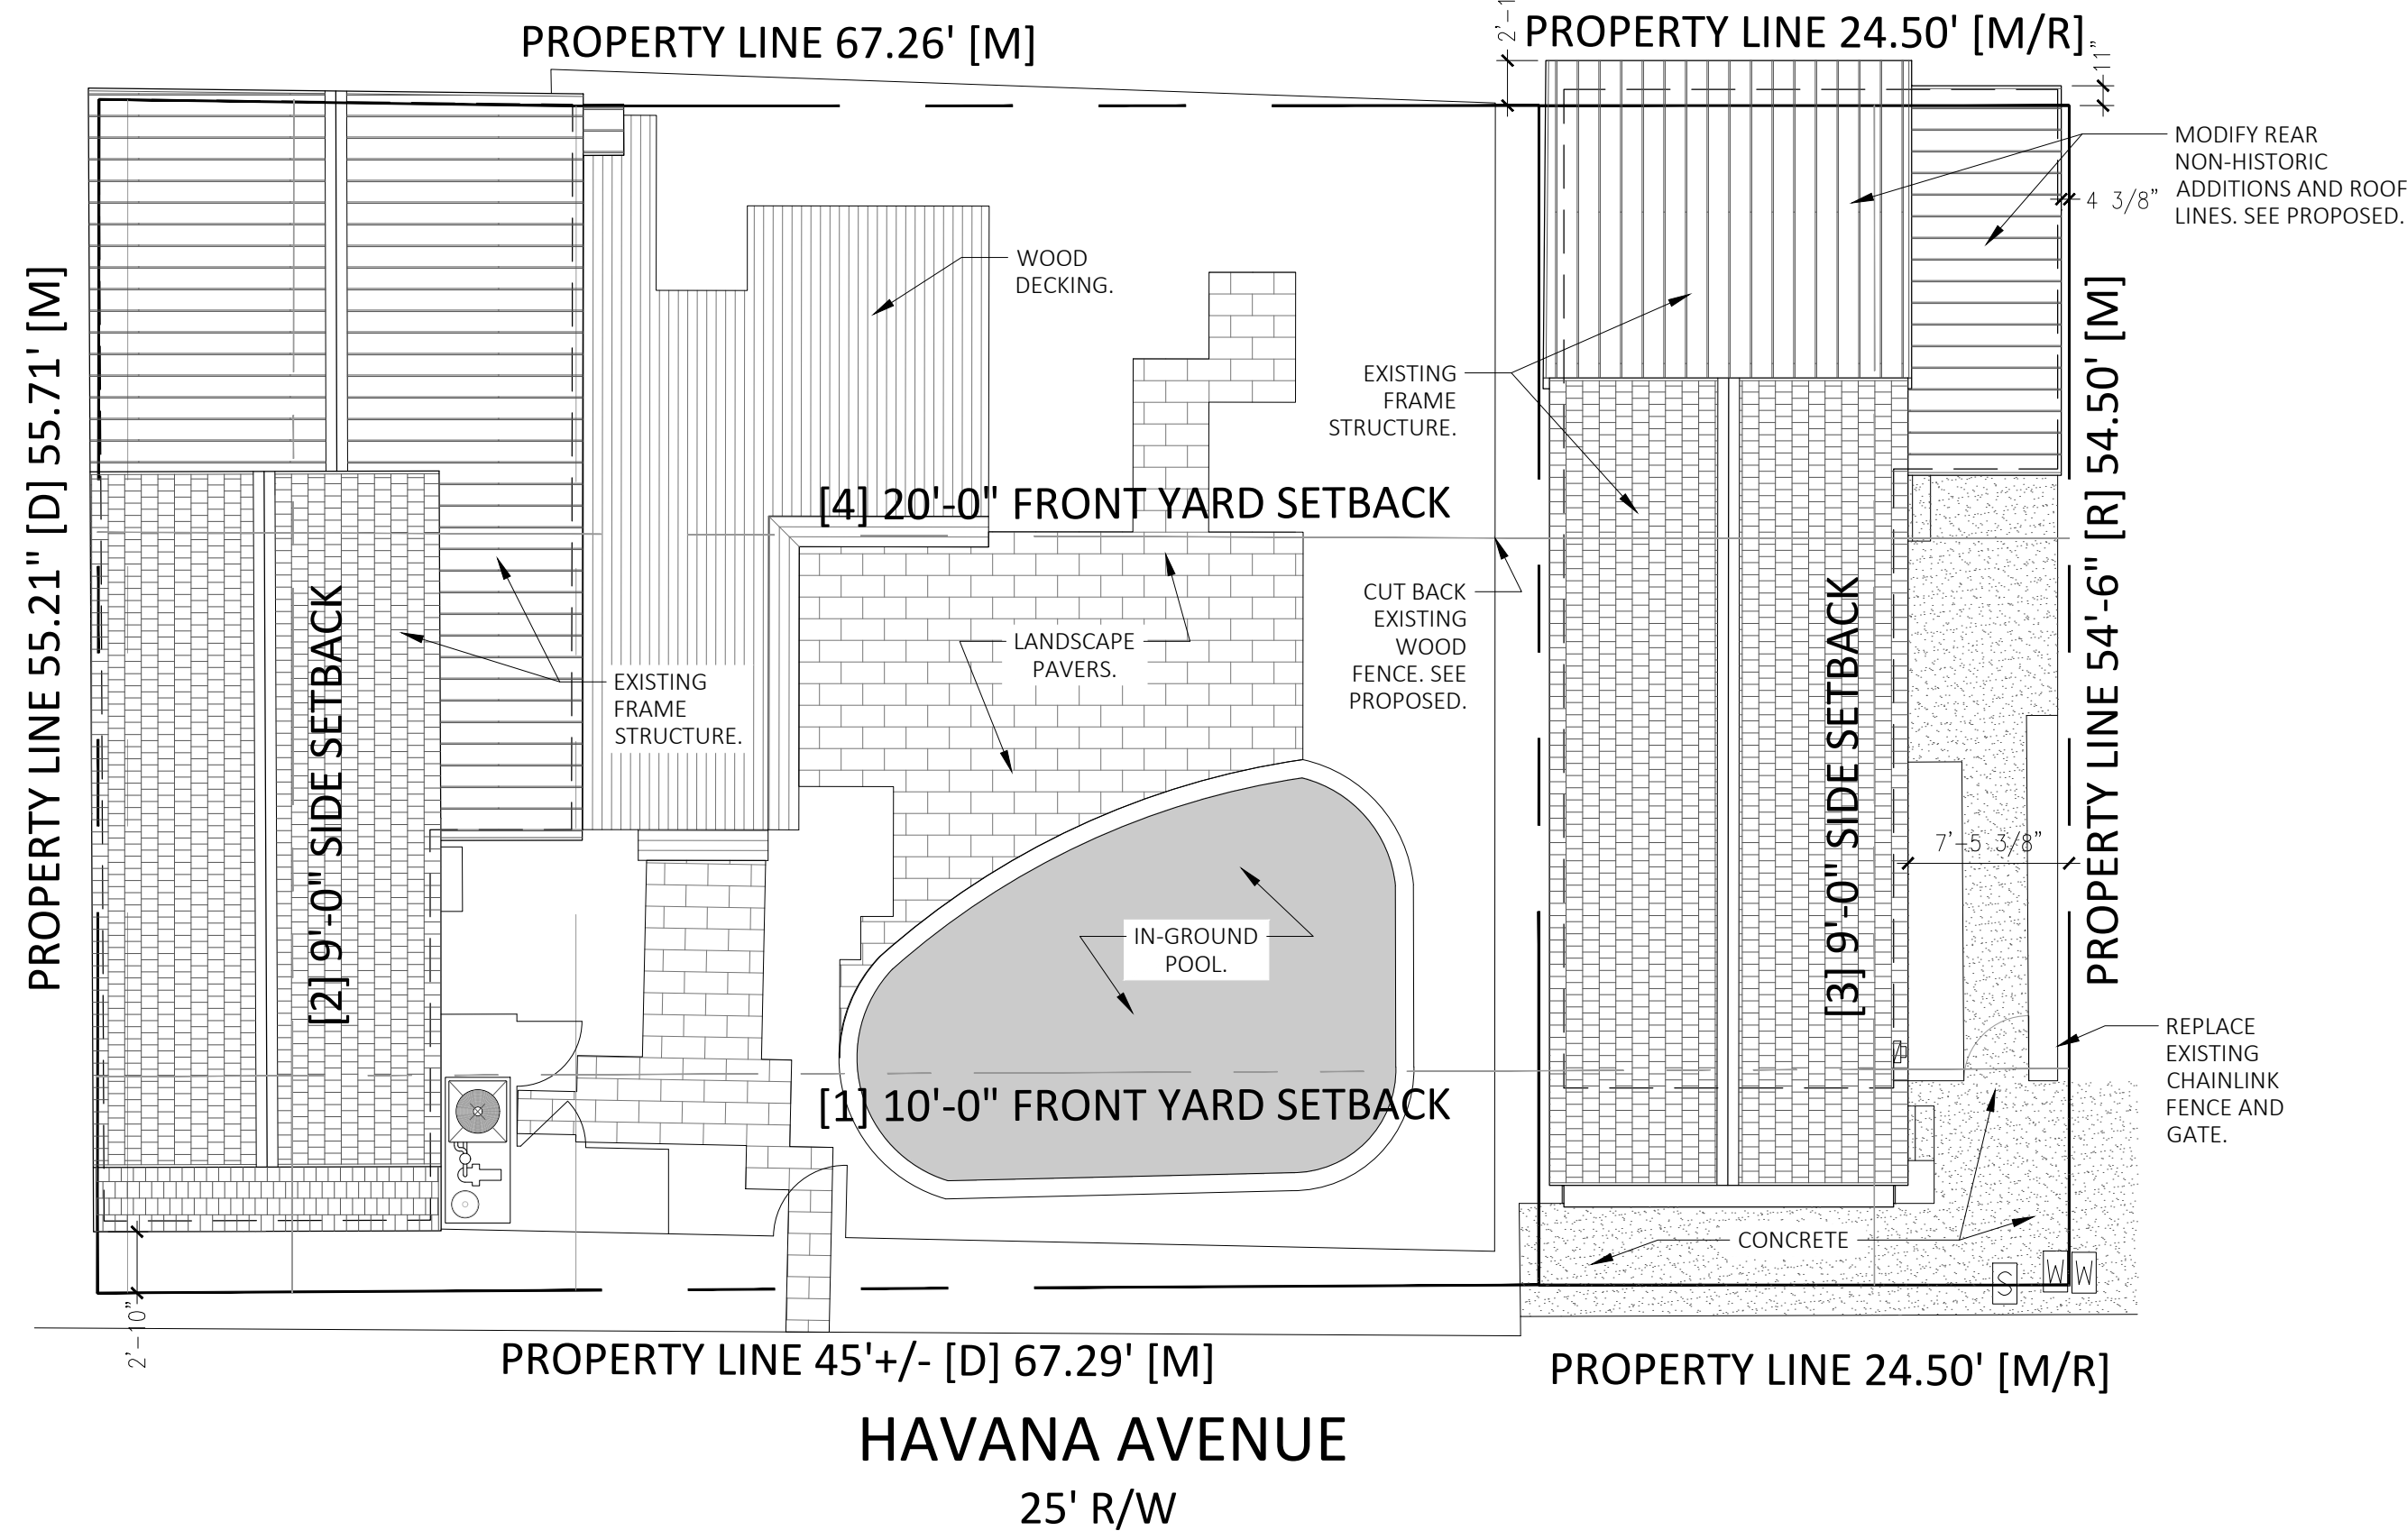 PROPERTY LINE 67.26' [M]
2'-1
PROPERTY LINE 24.50' [M/R]
11"
MODIFY REAR
NON-HISTORIC
ADDITIONS AND ROOF
LINES. SEE PROPOSED.
4 3/8"
WOOD
DECKING.
EXISTING
FRAME
STRUCTURE.
PROPERTY LINE 55.21" [D] 55.71' [M]
PROPERTY LINE 54'-6" [R] 54.50' [M]
[4] 20'-0" FRONT YARD SETBACK
[2] 9'-0" SIDE SETBACK
[3] 9'-0" SIDE SETBACK
CUT BACK
EXISTING
WOOD
FENCE. SEE
PROPOSED.
LANDSCAPE
PAVERS.
EXISTING
FRAME
STRUCTURE.
7'-5 3/8"
IN-GROUND
POOL.
REPLACE
EXISTING
CHAINLINK
FENCE AND
GATE.
[1] 10'-0" FRONT YARD SETBACK
CONCRETE
S
W W
2'-10"
PROPERTY LINE 45'+/- [D] 67.29' [M]
PROPERTY LINE 24.50' [M/R]
HAVANA AVENUE
25' R/W